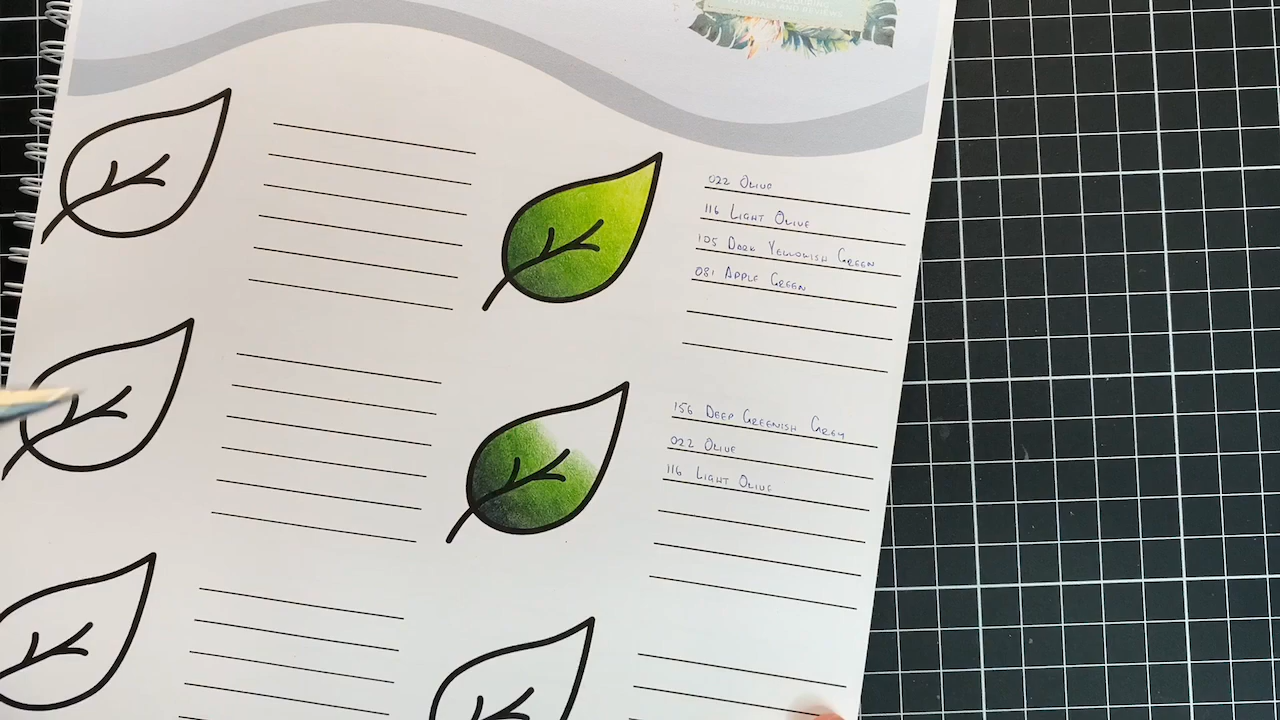 022 Olive
116 Light Olive
105 Dark Yellowish Green
081 Apple Green
156 Deep Greenish Grey
022 Olive
116 Light Olive